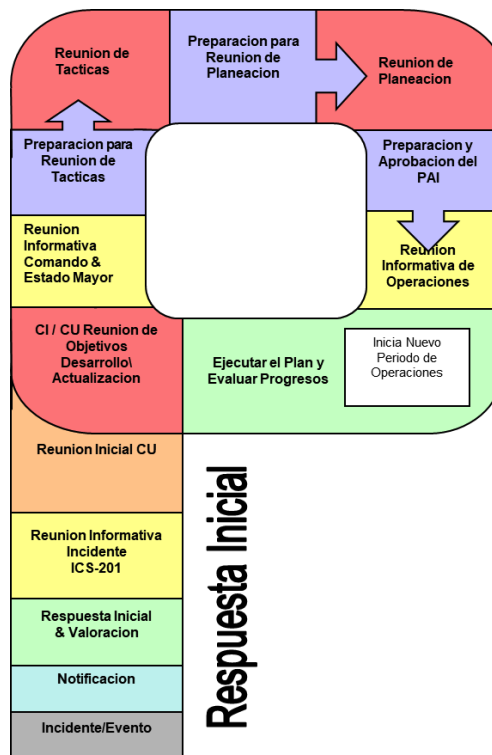 Reunion de
Tacticas
Preparacion para
Reunion de
Planeacion
Reunion de
Planeacion
Preparacion para
Reunion de
Tacticas
Preparacion y
Aprobacion del
PAI
Reunion
Informativa
Comando &
Estado Mayor
Reunion
Informativa de
Operaciones
CI / CU Reunion de
Objetivos
Desarrollo\
Actualizacion
Ejecutar el Plan y
Evaluar Progresos
Inicia Nuevo
Periodo de
Operaciones
Reunion Inicial CU
Reunion Informativa
Incidente
ICS-201
Respuesta Inicial
& Valoracion
Notificacion
Incidente/Evento
Respuesta Inicial